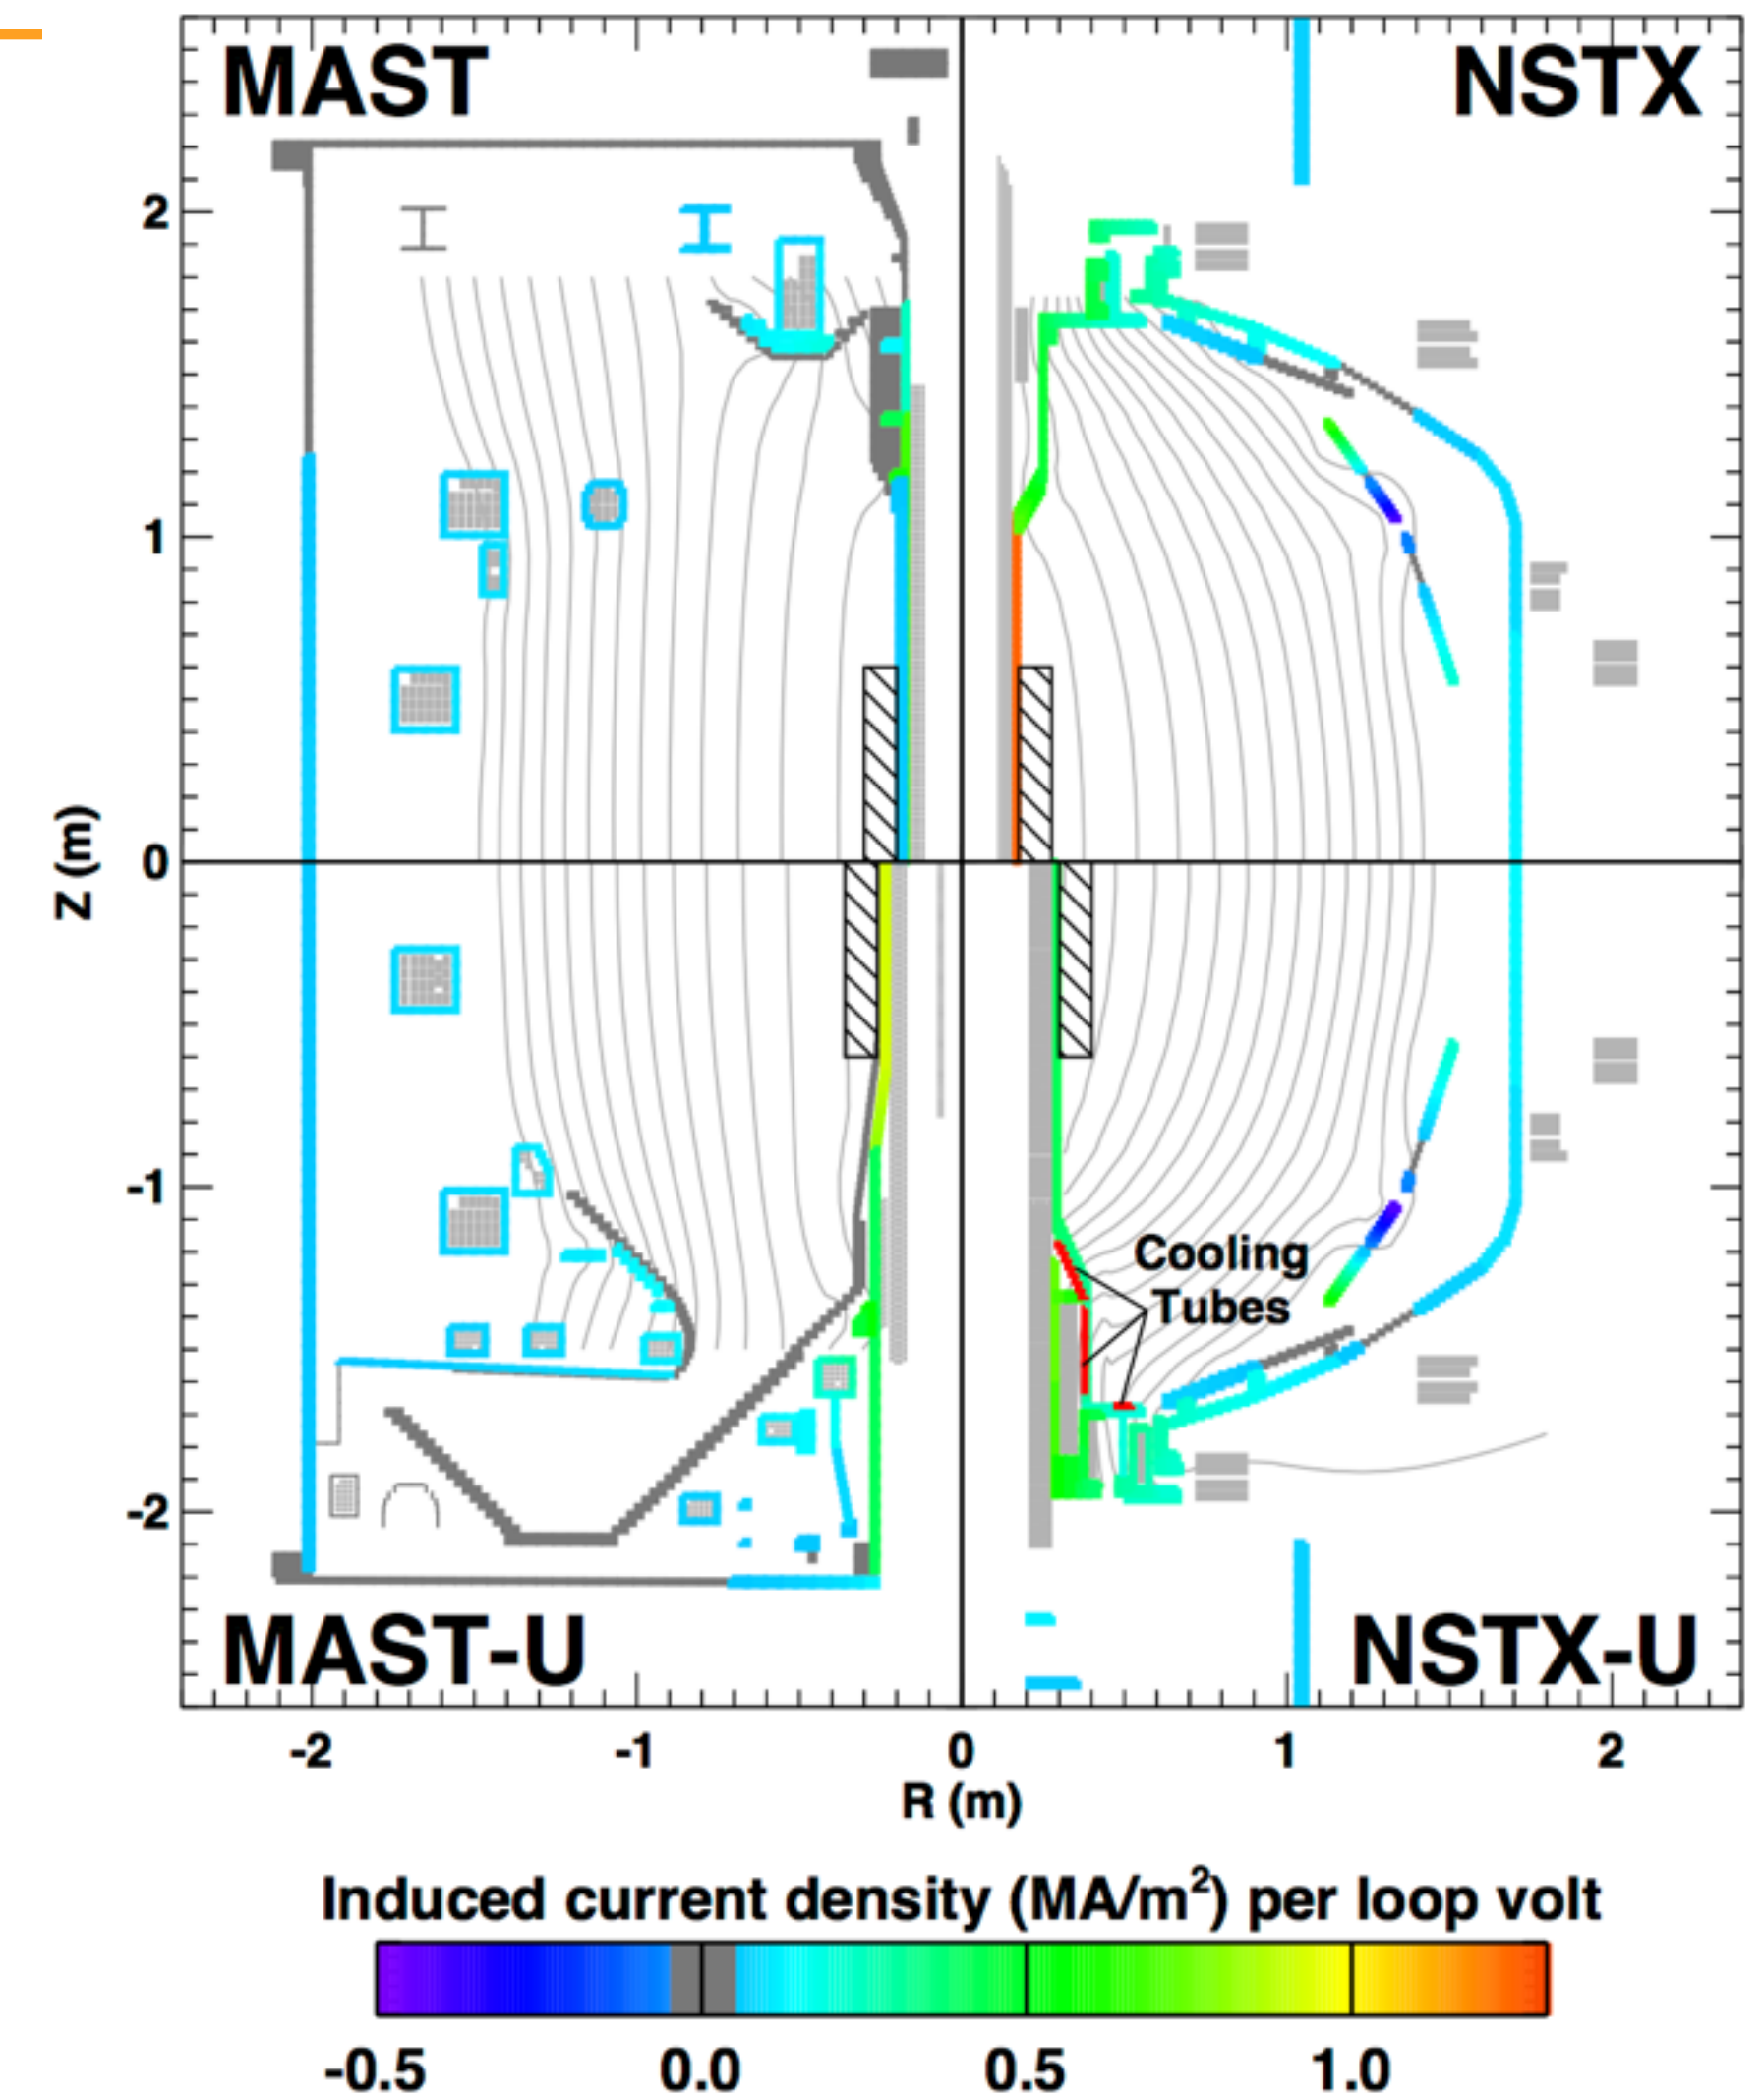 MAST
NSTX
2
1
0
-1
-2
Z (m)
Cooling
Tubes
MAST-U
NSTX-U
-2 -1 0 1 2
R (m)
Induced current density (MA/m²) per loop volt
-0.5 0.0 0.5 1.0